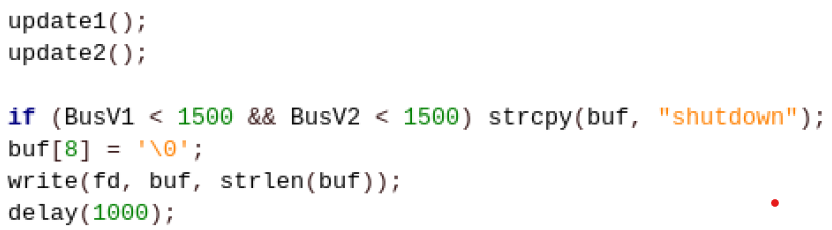 update1();
update2();
if (BusV1 < 1500 && BusV2 < 1500) strcpy(buf, "shutdown");
buf[8] = '\0';
write(fd, buf, strlen(buf));
delay(1000);